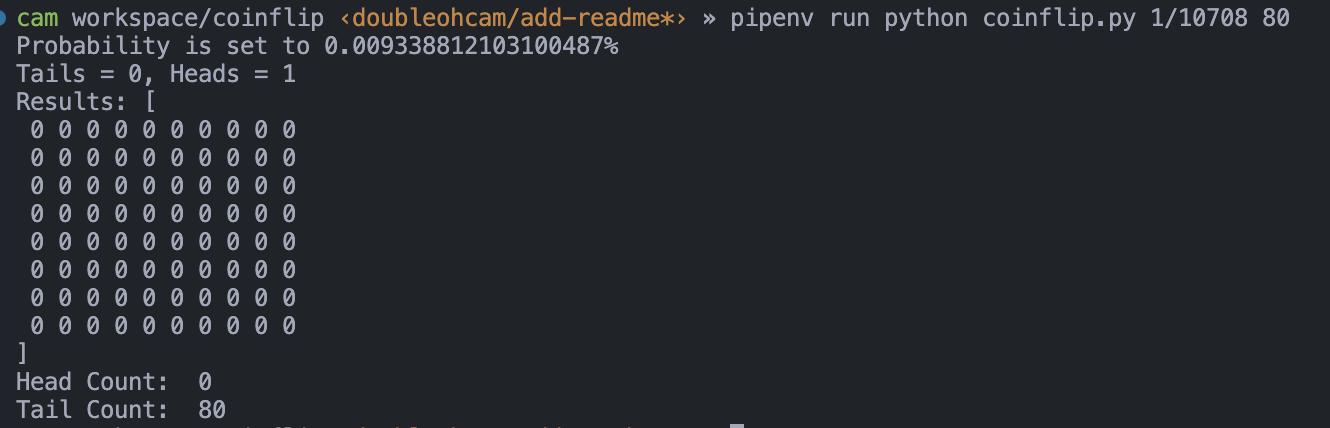 cam workspace/coinflip ‹doubleohcam/add-readme*› » pipenv run python coinflip.py 1/10708 80
Probability is set to 0.009338812103100487%
Tails = 0, Heads = 1
Results: [
0 0 0 0 0 0 0 0 0 0
0 0 0 0 0 0 0 0 0 0
0 0 0 0 0 0 0 0 0 0
0 0 0 0 0 0 0 0 0 0
0 0 0 0 0 0 0 0 0 0
0 0 0 0 0 0 0 0 0 0
0 0 0 0 0 0 0 0 0 0
0 0 0 0 0 0 0 0 0 0
]
Head Count:  0
Tail Count:  80